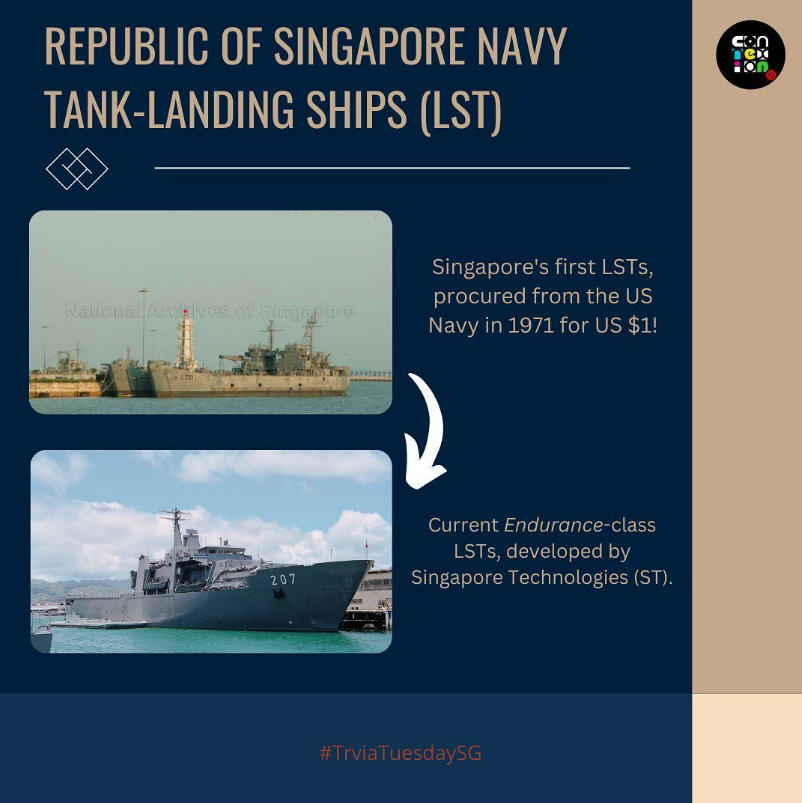 REPUBLIC OF SINGAPORE NAVY
TANK-LANDING SHIPS (LST)
con
nex
ion
National Archives of Singapore
L 201
Singapore's first LSTs,
procured from the US
Navy in 1971 for US $1!
207
Current Endurance-class
LSTs, developed by
Singapore Technologies (ST).
#TrviaTuesdaySG